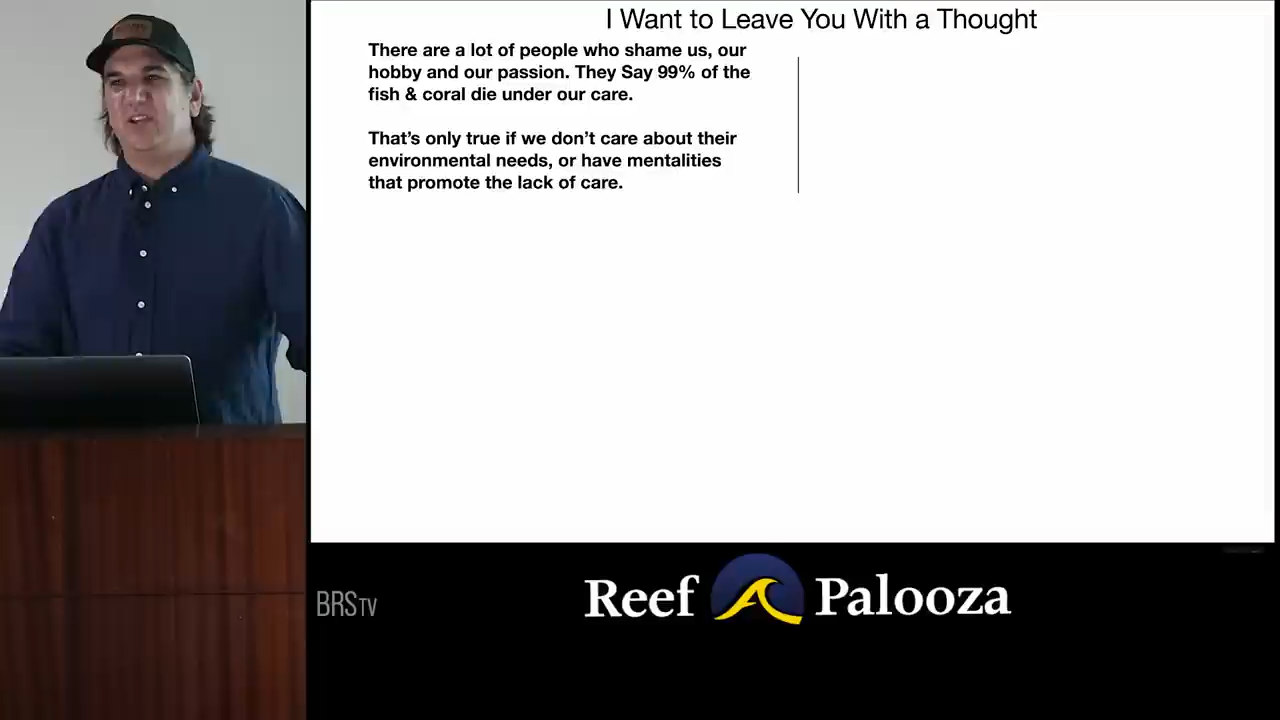 I Want to Leave You With a Thought
There are a lot of people who shame us, our
hobby and our passion. They Say 99% of the
fish & coral die under our care.
That’s only true if we don’t care about their
environmental needs, or have mentalities
that promote the lack of care.
BRSTV
Reef Palooza